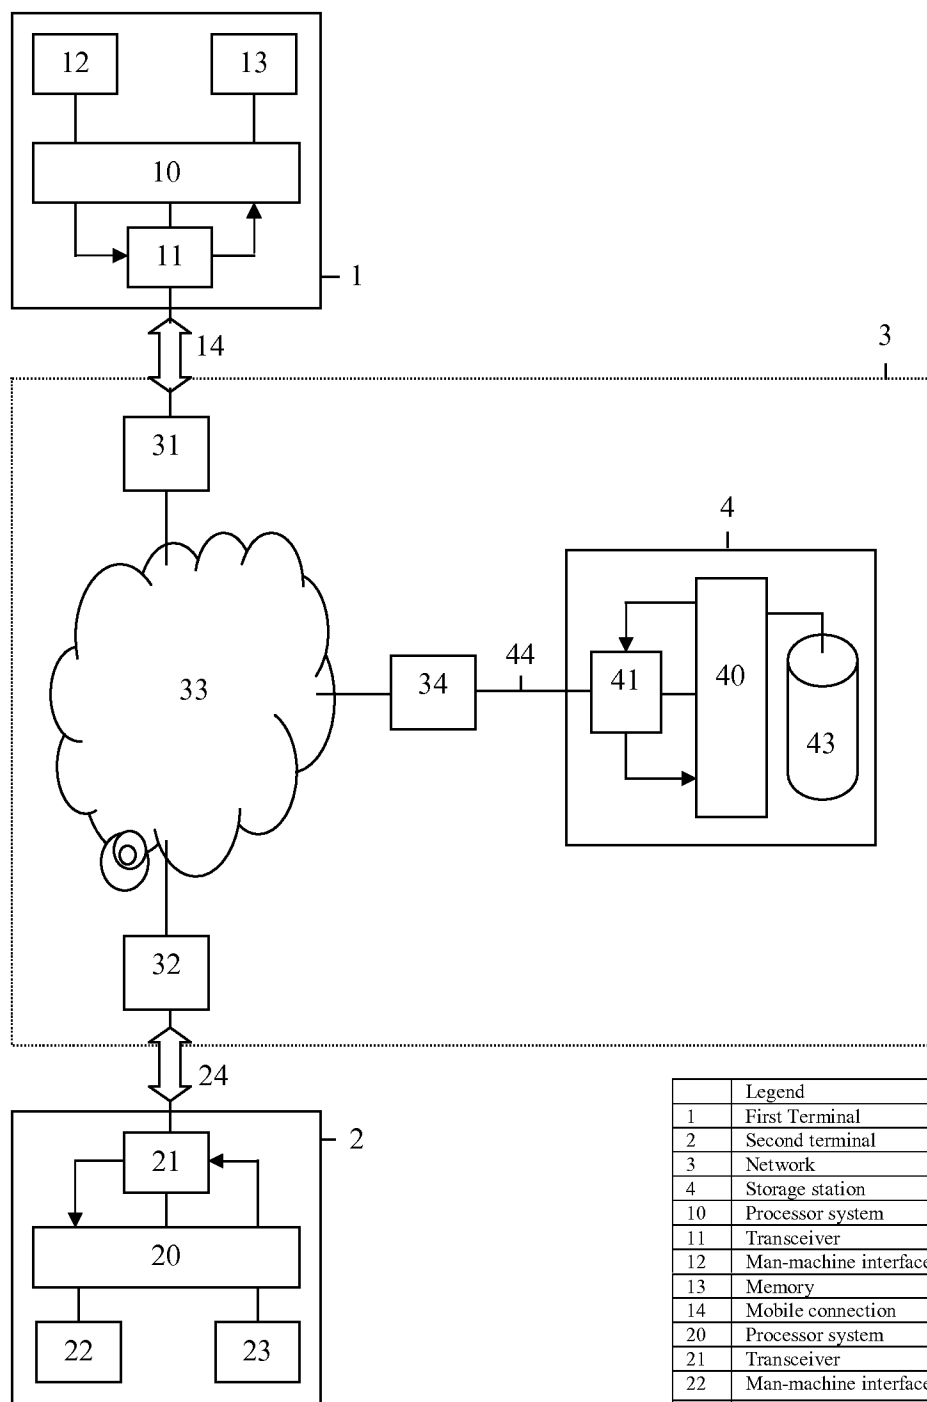 12 13
10
11
1
14
3
31
4
33
34
44
41
40
43
32
24
2
21
20
22 23
Legend
1 First Terminal
2 Second terminal
3 Network
4 Storage station
10 Processor system
11 Transceiver
12 Man-machine interface
13 Memory
14 Mobile connection
20 Processor system
21 Transceiver
22 Man-machine interface